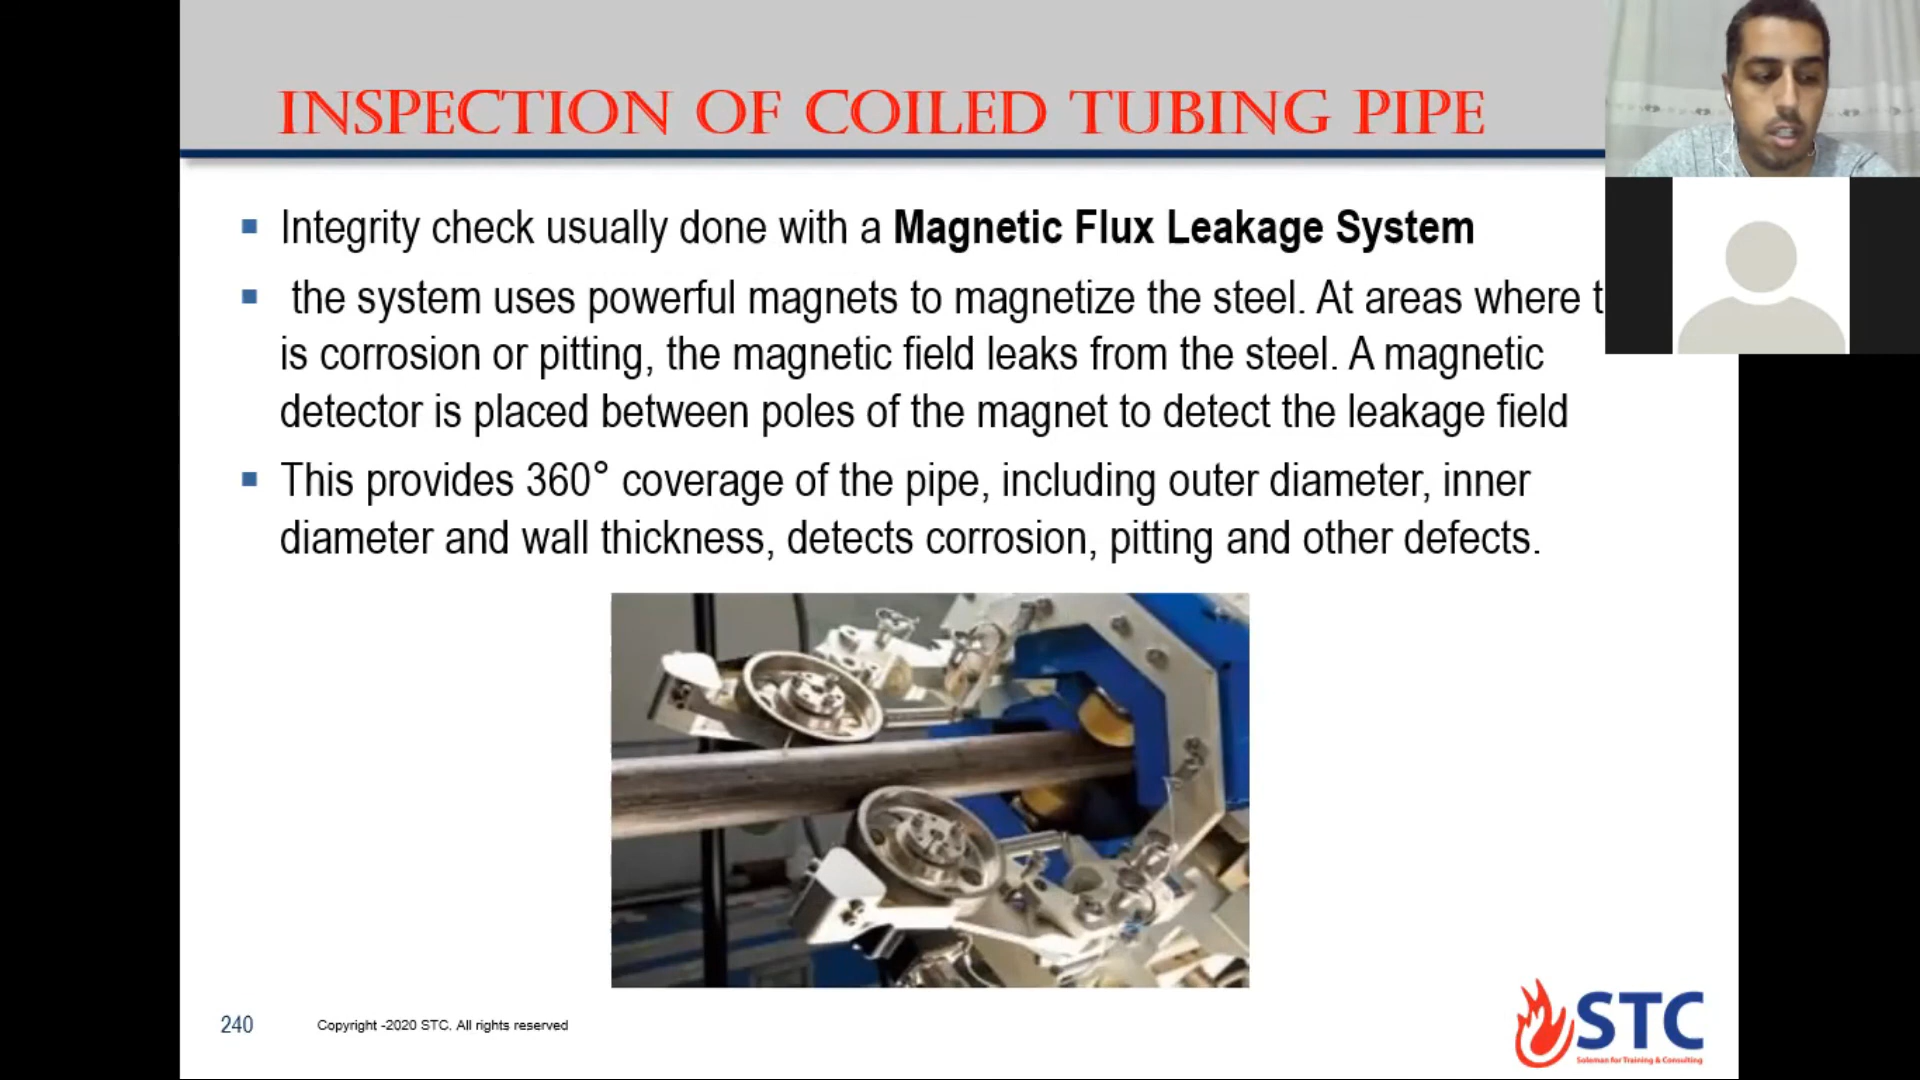 INSPECTION OF COILED TUBING PIPE
Integrity check usually done with a Magnetic Flux Leakage System
the system uses powerful magnets to magnetize the steel. At areas where
is corrosion or pitting, the magnetic field leaks from the steel. A magnetic
detector is placed between poles of the magnet to detect the leakage field
This provides 360° coverage of the pipe, including outer diameter, inner
diameter and wall thickness, detects corrosion, pitting and other defects.
240
Copyright -2020 STC. All rights reserved
STC
Soleman for Training & Consulting